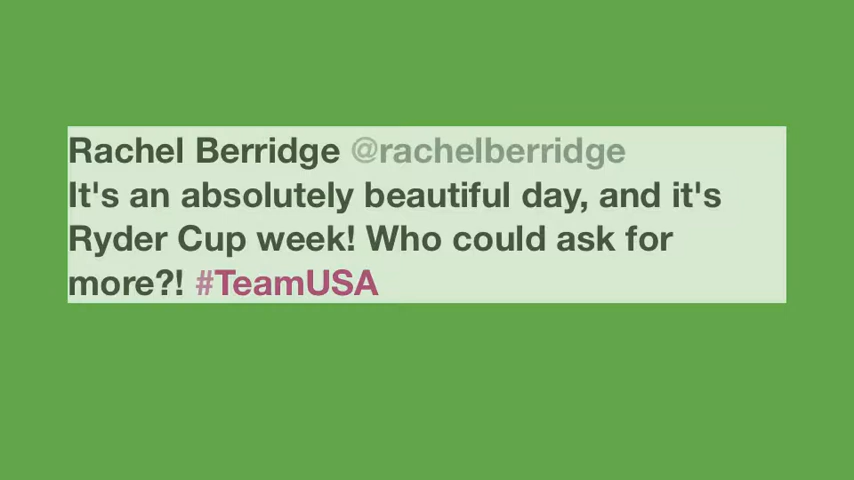 Rachel Berridge @rachelberridge
It's an absolutely beautiful day, and it's
Ryder Cup week! Who could ask for
more?! #TeamUSA